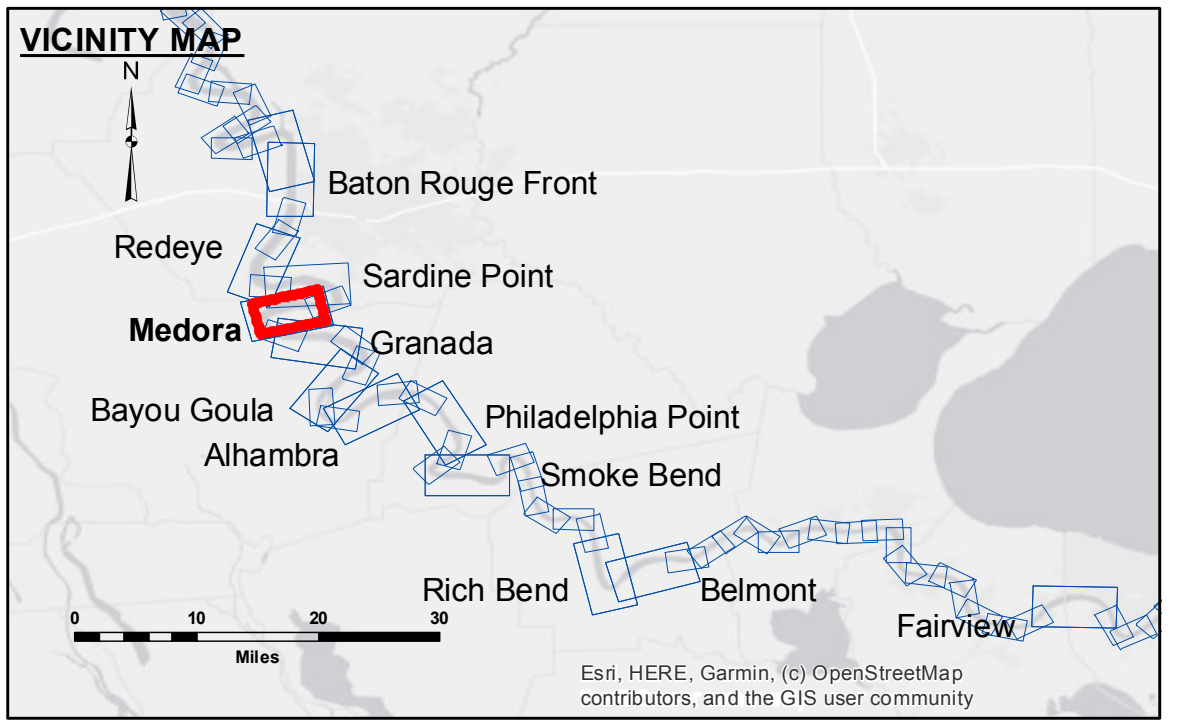 VICINITY MAP
N
Baton Rouge Front
Redeye
Sardine Point
Medora
Granada
Bayou Goula
Philadelphia Point
Alhambra
Smoke Bend
Rich Bend
Belmont
0 10 20 30
Fairview
Miles
Esri, HERE, Garmin, (c) OpenStreetMap
contributors, and the GIS user community